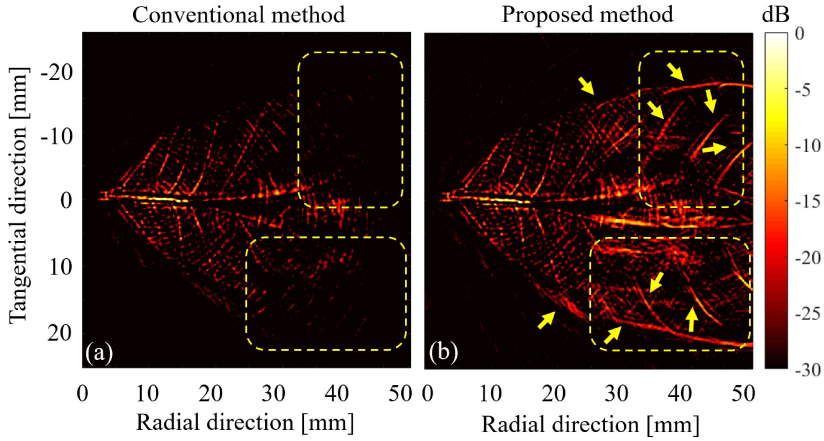 Conventional method
Proposed method
dB
Tangential direction [mm]
-20
-10
0
10
20
(a)
(b)
0
-5
-10
-15
-20
-25
-30
0 10 20 30 40 50
0 10 20 30 40 50
Radial direction [mm]
Radial direction [mm]